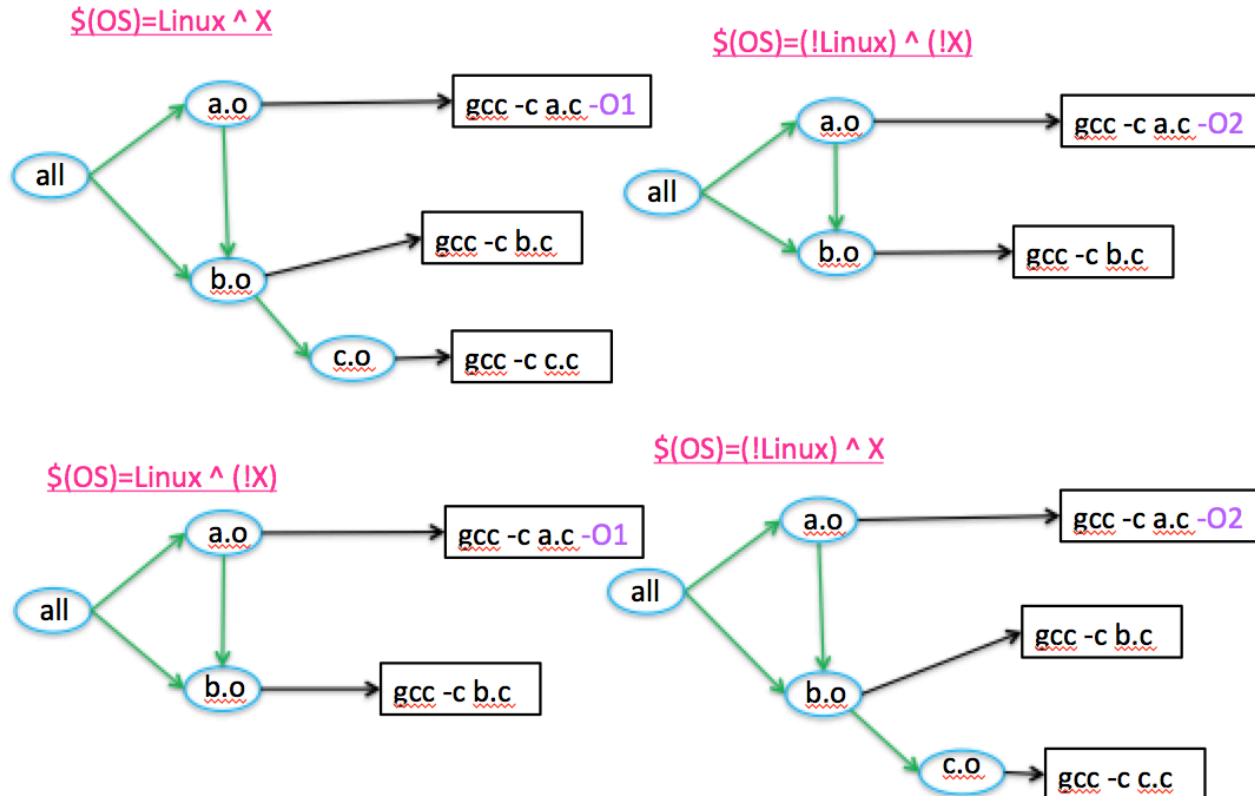 $(OS)=Linux ^ X
a.o
gcc -c a.c -O1
all
gcc -c b.c
b.o
c.o
gcc -c c.c
$(OS)=(!Linux) ^ (!X)
a.o
gcc -c a.c -O2
all
b.o
gcc -c b.c
$(OS)=Linux ^ (!X)
a.o
gcc -c a.c -O1
all
b.o
gcc -c b.c
$(OS)=(!Linux) ^ X
a.o
gcc -c a.c -O2
all
gcc -c b.c
b.o
c.o
gcc -c c.c